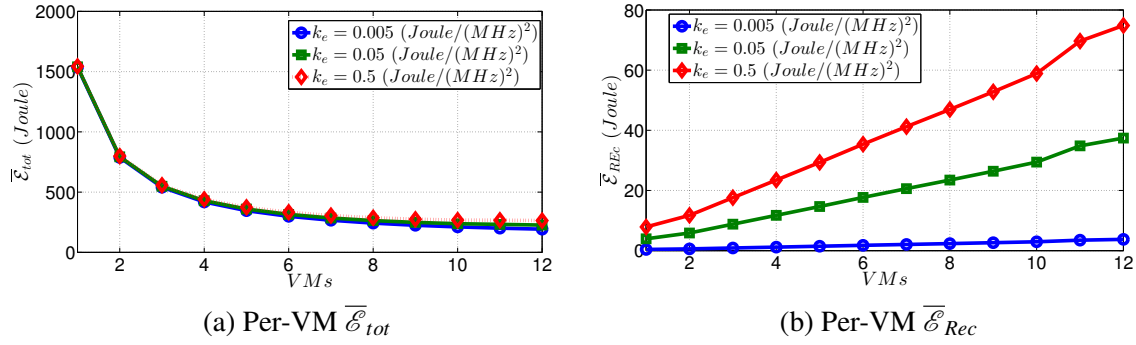 2000
1500
1000
500
0
2 4 6 8 10 12
VMs
$\overline{\mathcal{E}}_{tot}$ (Joule)
k_e = 0.005 (Joule/(MHz)²)
k_e = 0.05 (Joule/(MHz)²)
k_e = 0.5 (Joule/(MHz)²)
(a) Per-VM $\overline{\mathcal{E}}_{tot}$
80
60
40
20
0
2 4 6 8 10 12
VMs
$\overline{\mathcal{E}}_{REc}$ (Joule)
k_e = 0.005 (Joule/(MHz)²)
k_e = 0.05 (Joule/(MHz)²)
k_e = 0.5 (Joule/(MHz)²)
(b) Per-VM $\overline{\mathcal{E}}_{Rec}$